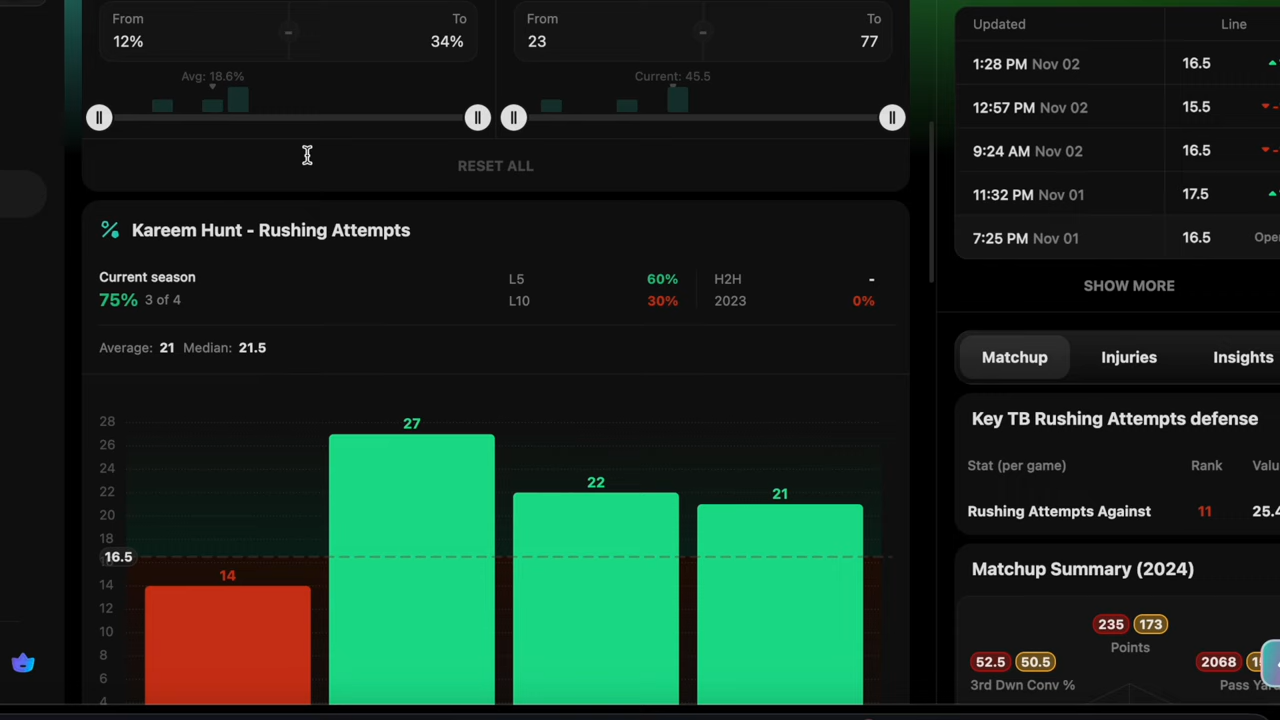 From To
12% - 34%
Avg: 18.6%
From To
23 - 77
Current: 45.5
RESET ALL
Kareem Hunt - Rushing Attempts
Current season
75% 3 of 4
L5 60%
L10 30%
H2H -
2023 0%
Average: 21 Median: 21.5
28
26
24
22
20
18
16.5
14
12
10
8
6
4
14
27
22
21
Updated Line
1:28 PM Nov 02 16.5
12:57 PM Nov 02 15.5
9:24 AM Nov 02 16.5
11:32 PM Nov 01 17.5
7:25 PM Nov 01 16.5
SHOW MORE
Matchup Injuries Insights
Key TB Rushing Attempts defense
Stat (per game) Rank
Rushing Attempts Against 11 25.4
Matchup Summary (2024)
235 173
Points
52.5 50.5
3rd Dwn Conv %
2068
Pass